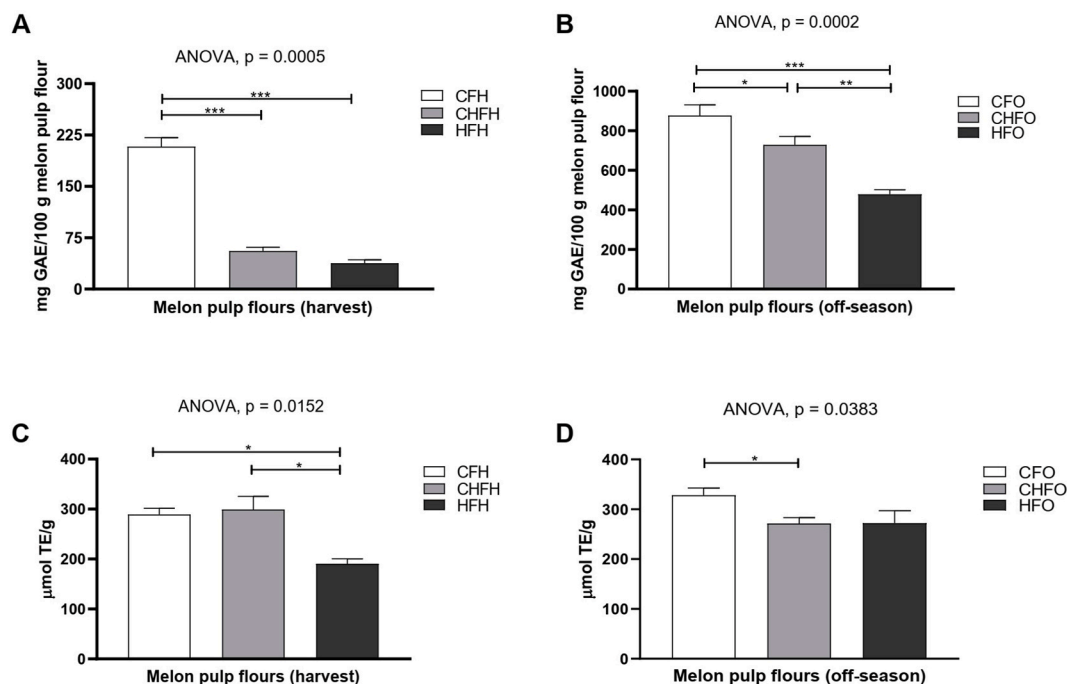 A
ANOVA, p = 0.0005
mg GAE/100 g melon pulp flour
300
225
150
75
0
***
***
CFH
CHFH
HFH
Melon pulp flours (harvest)
B
ANOVA, p = 0.0002
mg GAE/100 g melon pulp flour
1000
800
600
400
200
0
***
* **
CFO
CHFO
HFO
Melon pulp flours (off-season)
C
ANOVA, p = 0.0152
μmol TE/g
400
300
200
100
0
*
*
CFH
CHFH
HFH
Melon pulp flours (harvest)
D
ANOVA, p = 0.0383
μmol TE/g
400
300
200
100
0
*
CFO
CHFO
HFO
Melon pulp flours (off-season)